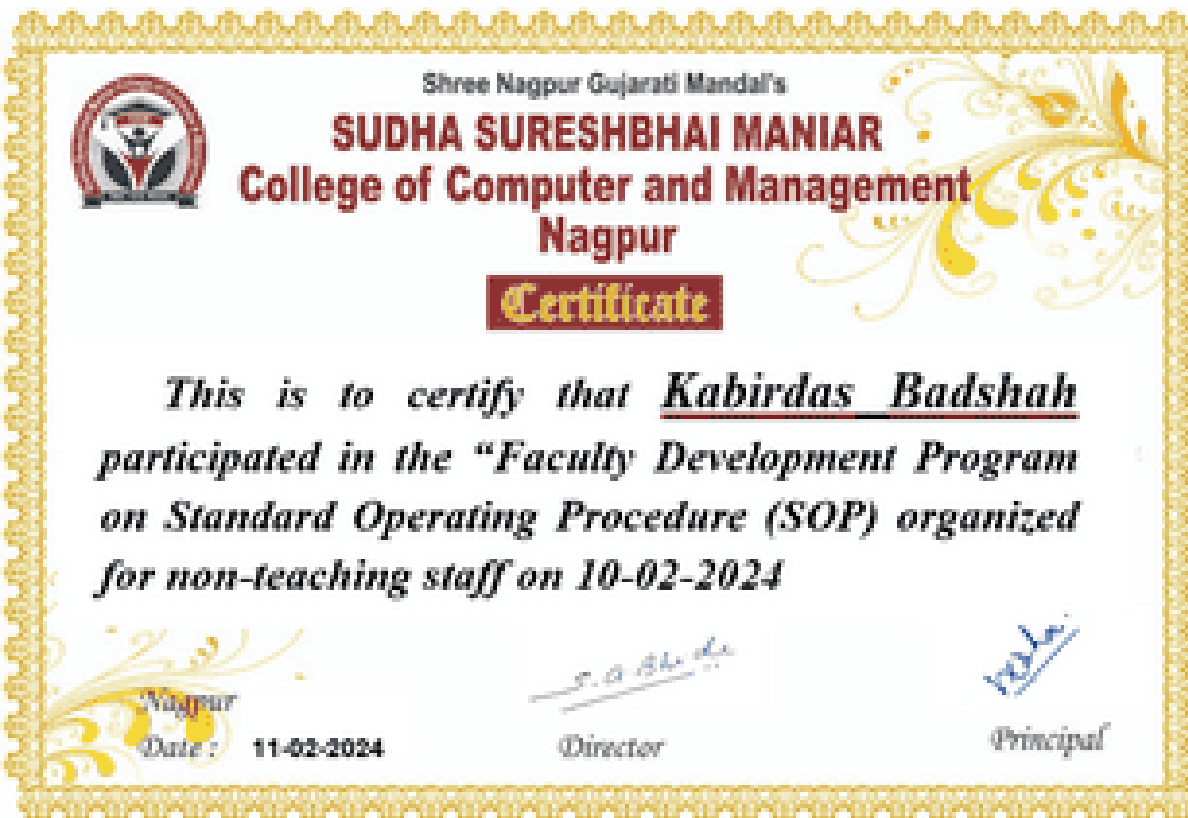 Shree Nagpur Gujarati Mandal's
SUDHA SURESHBHAI MANIAR
College of Computer and Management
Nagpur
Certificate
This is to certify that Kabirdas Badshah
participated in the “Faculty Development Program
on Standard Operating Procedure (SOP) organized
for non-teaching staff on 10-02-2024
Nagpur
Date : 11-02-2024
Director
Principal